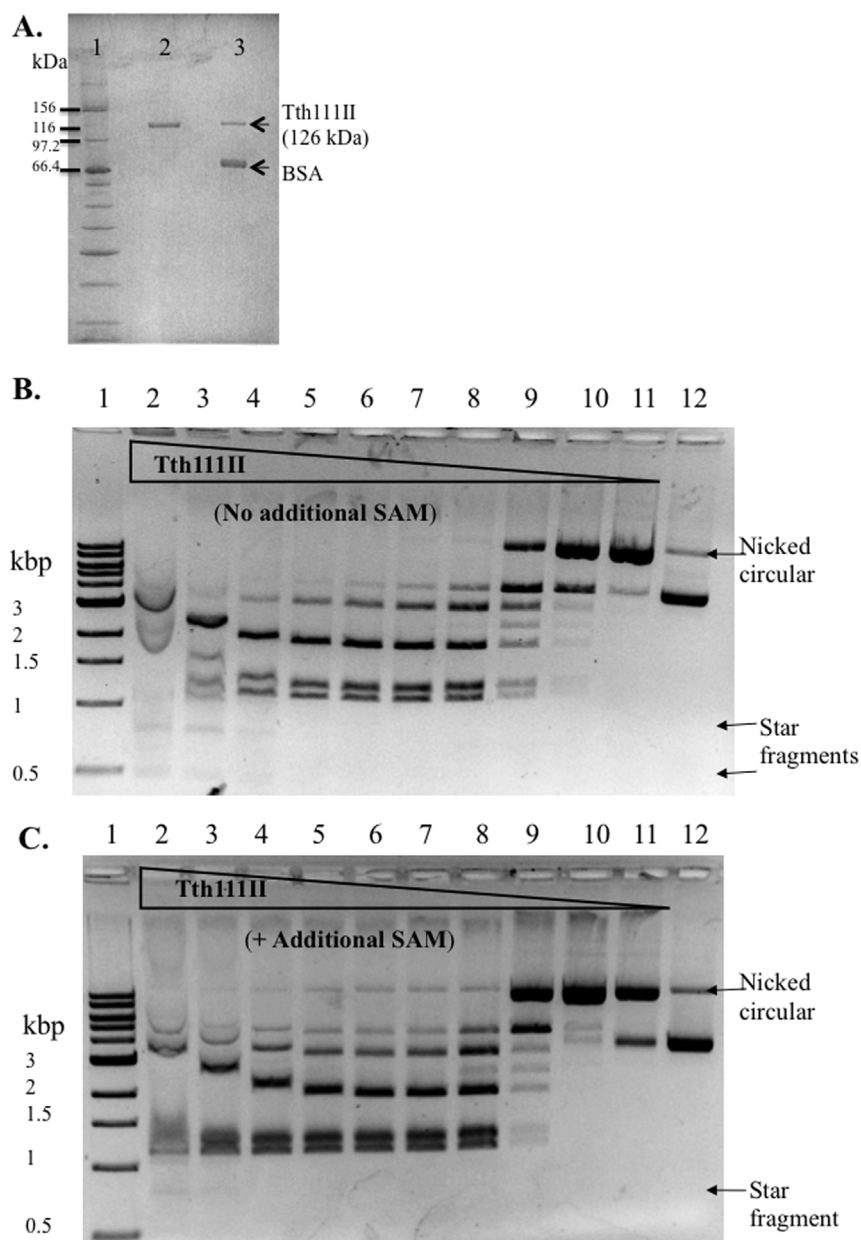 A.
kDa
1 2 3
156
116
97.2
66.4
Tth111II
(126 kDa)
BSA
B.
1 2 3 4 5 6 7 8 9 10 11 12
Tth111II
(No additional SAM)
kbp
3
2
1.5
1
0.5
Nicked
circular
Star
fragments
C.
1 2 3 4 5 6 7 8 9 10 11 12
Tth111II
(+ Additional SAM)
kbp
3
2
1.5
1
0.5
Nicked
circular
Star
fragment